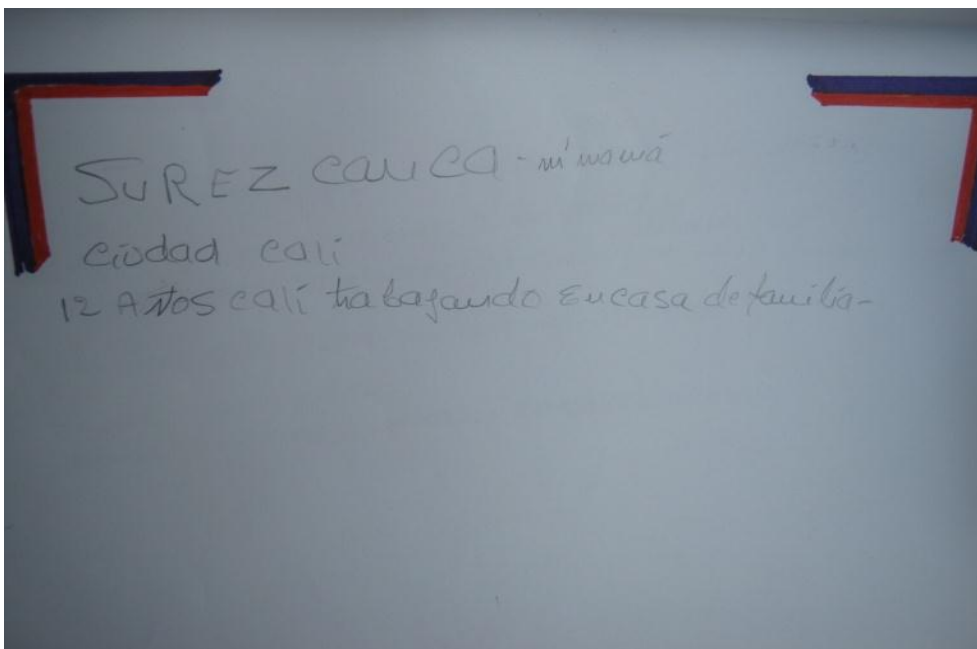 SUREZ CAUCA - mi mamá
Ciudad cali
12 AÑOS cali trabajando En casa de familia-